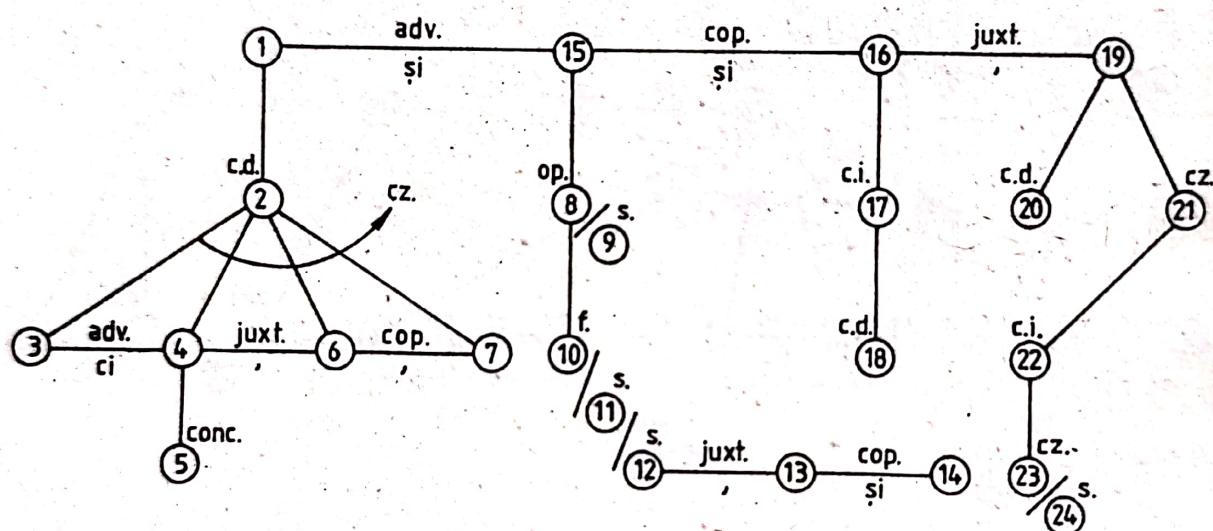 1 adv. și 15 cop. și 16 juxt. , 19
c.d. 2 cz. op. 8 s. 9 c.i. 17 c.d. 20 cz. 21
3 adv. ci 4 juxt. , 6 cop. , 7 f. 10 s. 11 c.d. 18 c.i. 22
conc. 5 s. 12 juxt. , 13 cop. și 14 cz. 23 s. 24